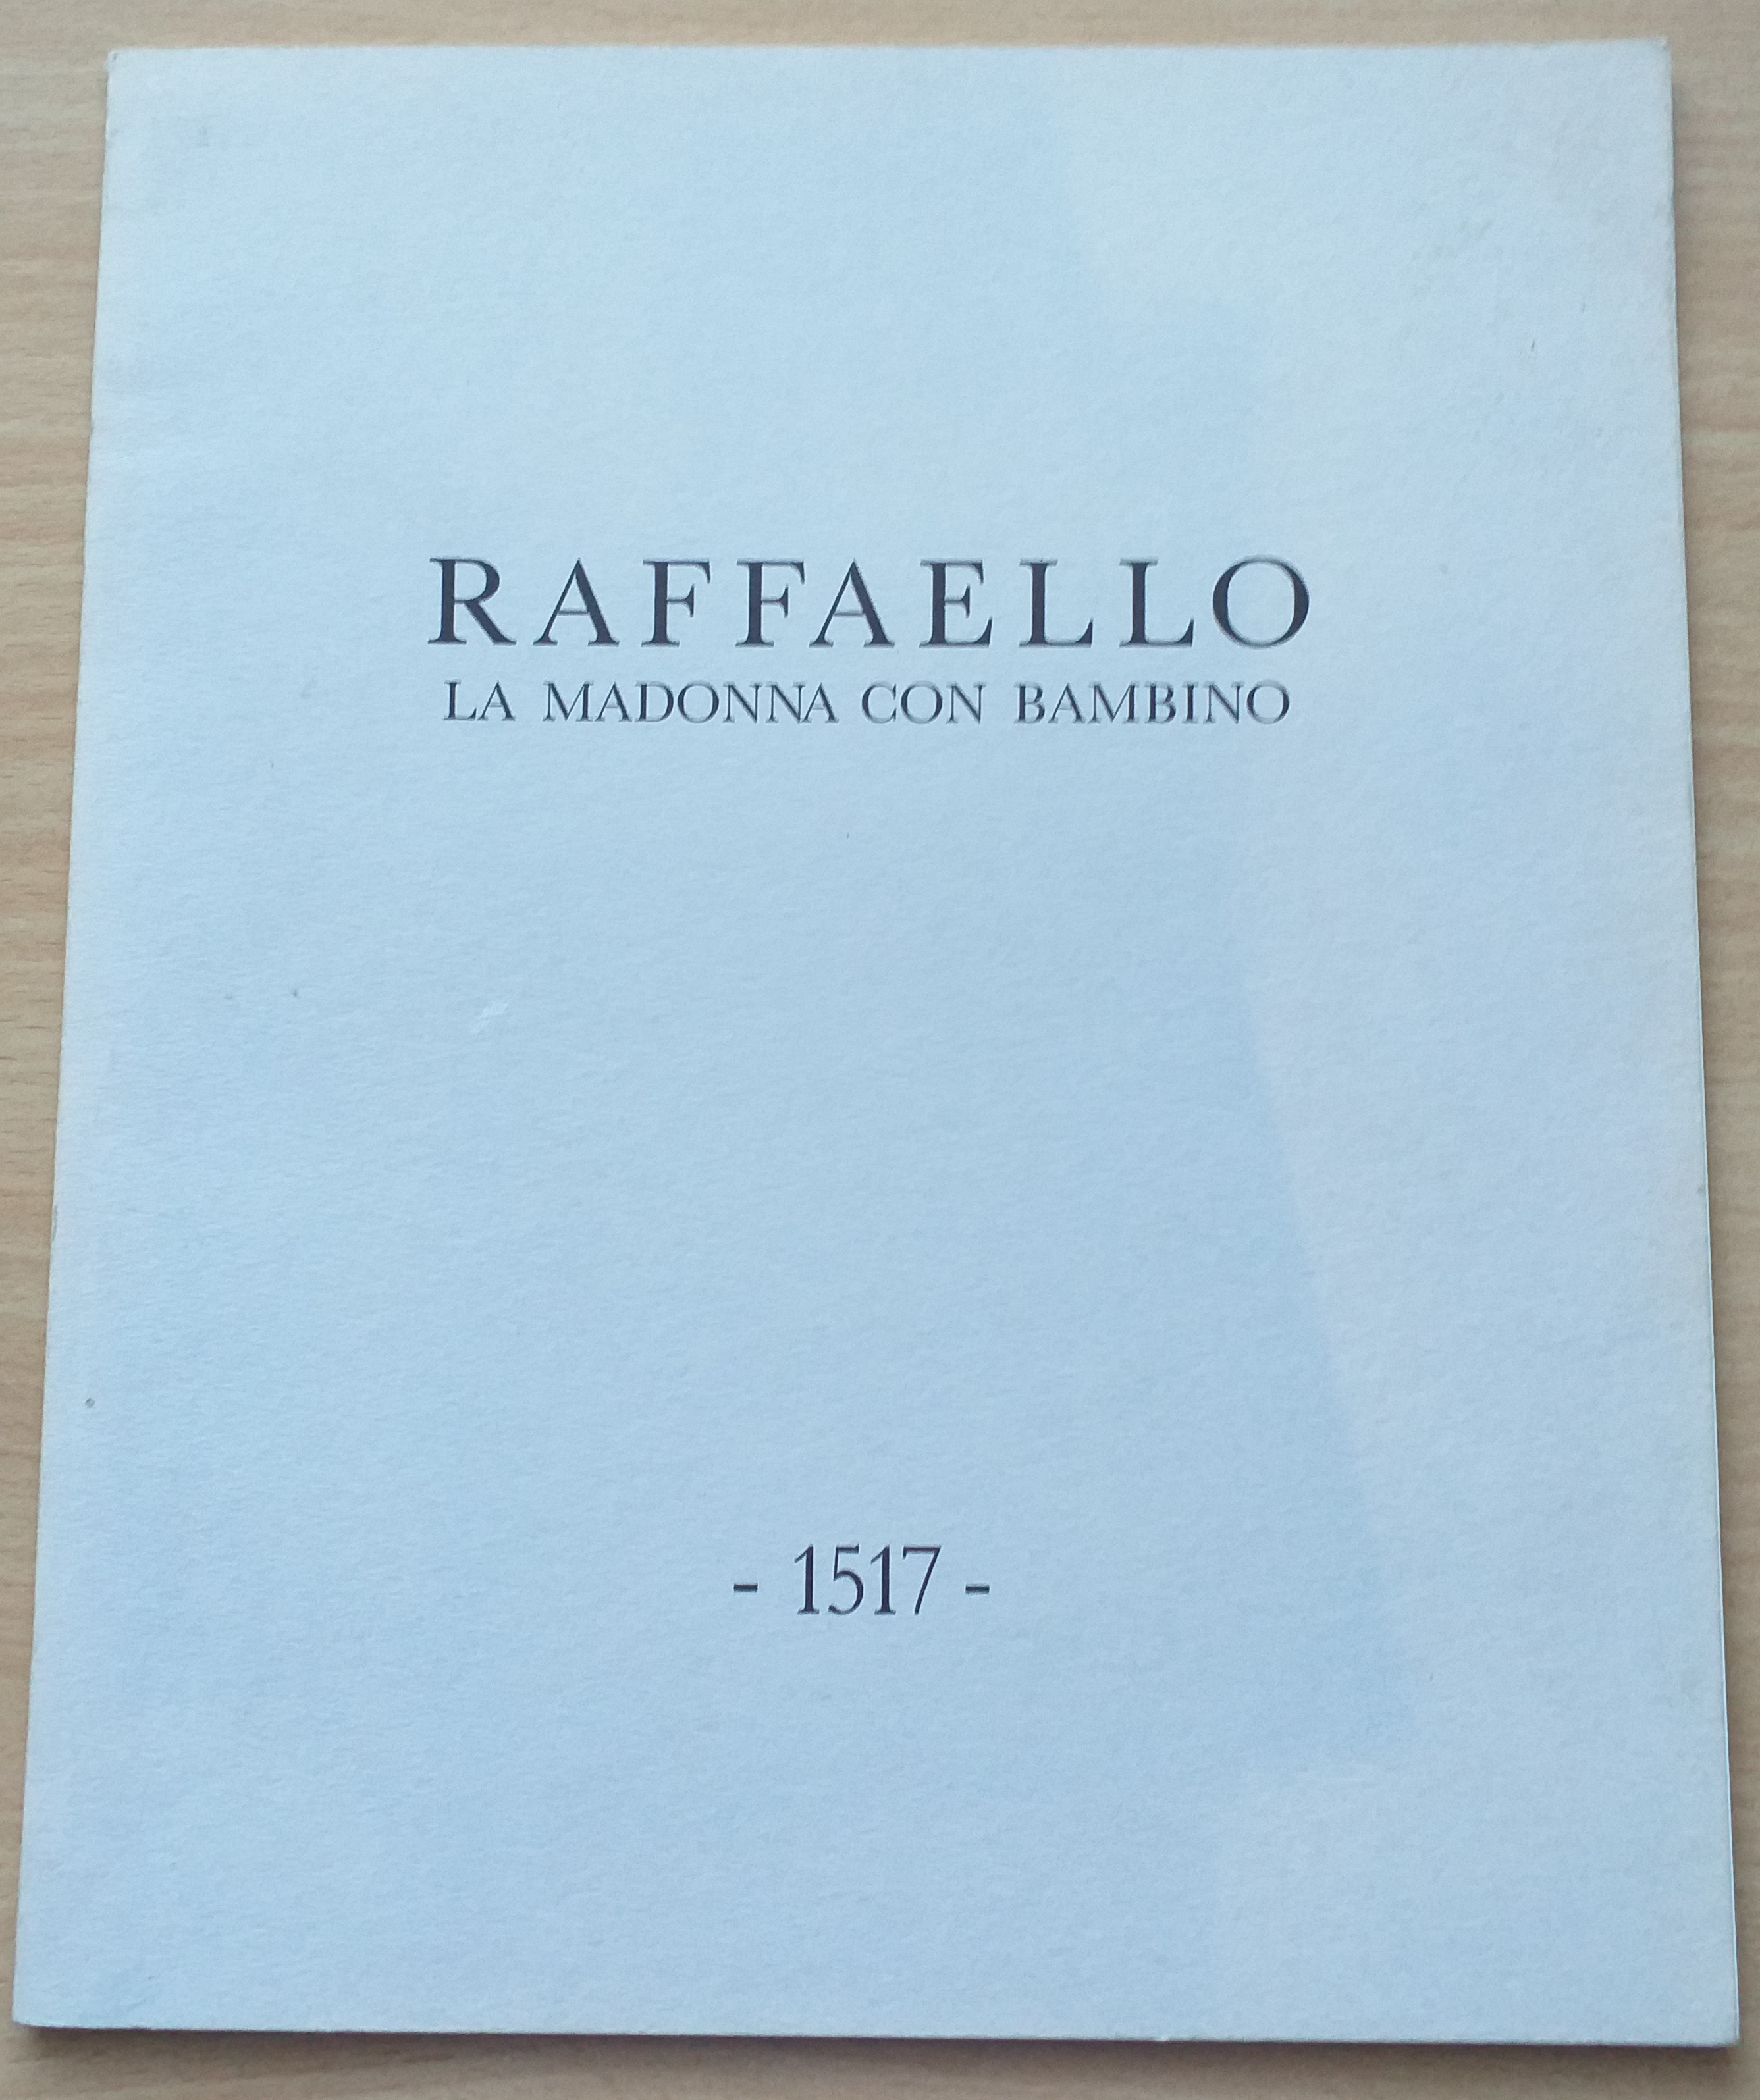 RAFFAELLO
LA MADONNA CON BAMBINO
- 1517 -